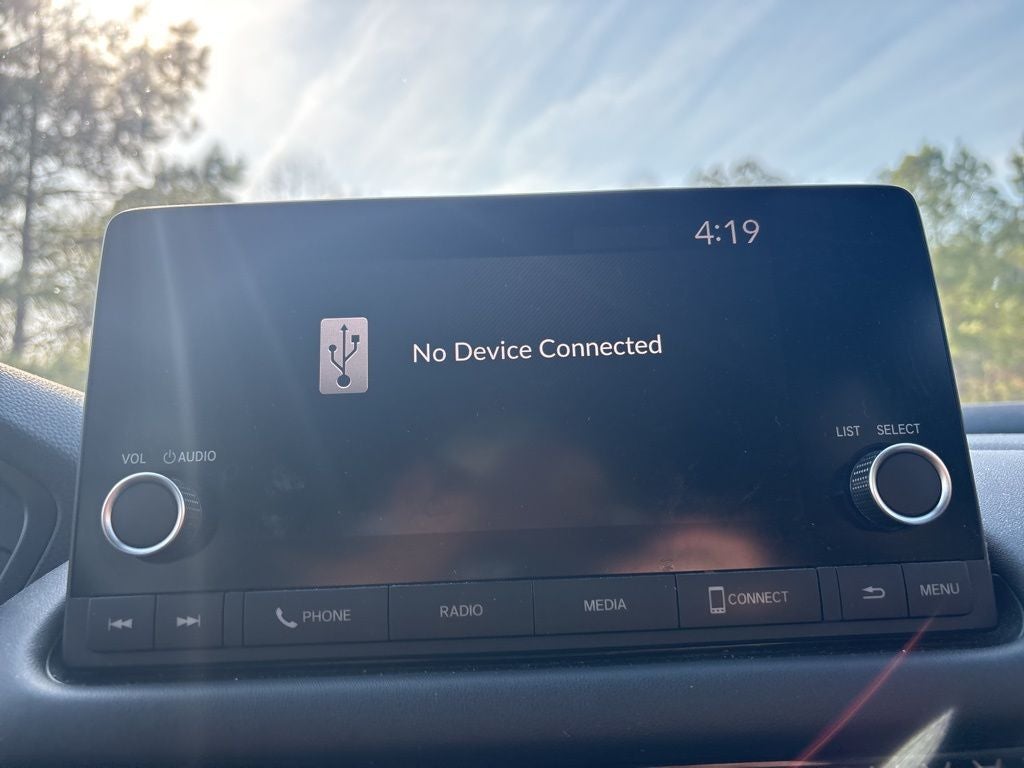 4:19
No Device Connected
VOL AUDIO
LIST SELECT
PHONE RADIO MEDIA CONNECT MENU